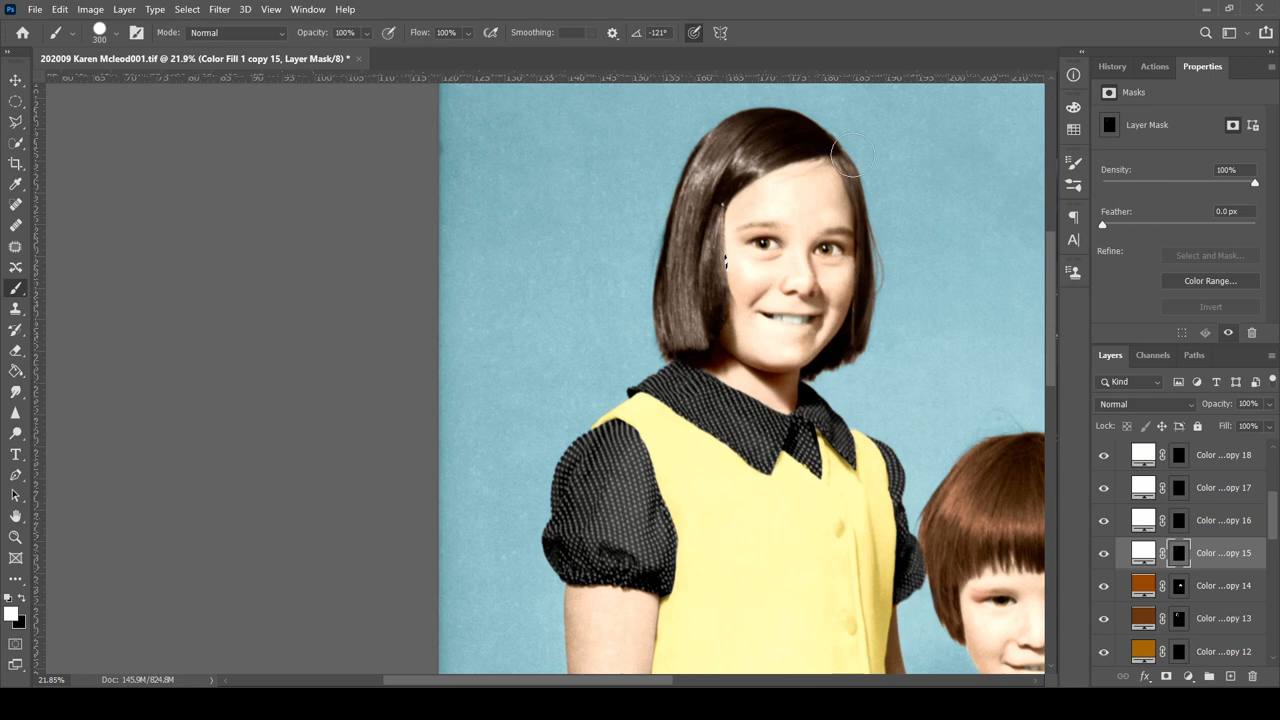 Ps File Edit Image Layer Type Select Filter 3D View Window Help
300 Mode: Normal Opacity: 100% Flow: 100% Smoothing: -121°
202009 Karen Mcleod001.tif @ 21.9% (Color Fill 1 copy 15, Layer Mask/8) * ×
History Actions Properties
Masks
Layer Mask
Density: 100%
Feather: 0.0 px
Refine:
Select and Mask...
Color Range...
Invert
Layers Channels Paths
Kind
Normal Opacity: 100%
Lock: Fill: 100%
Color ...opy 18
Color ...opy 17
Color ...opy 16
Color ...opy 15
Color ...opy 14
Color ...opy 13
Color ...opy 12
21.85% Doc: 145.9M/824.8M